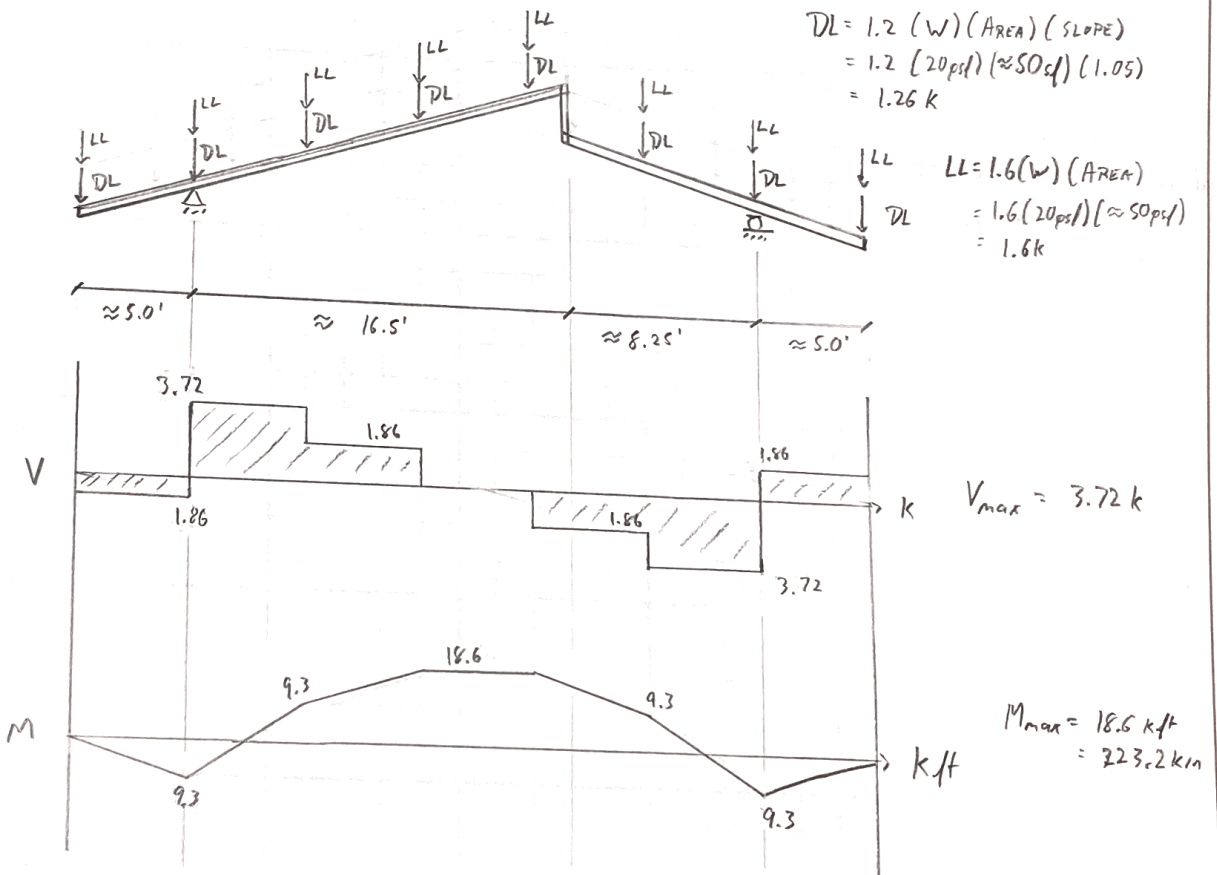 LL LL LL LL LL LL LL LL
DL DL DL DL DL DL DL DL
DL = 1.2 (W) (AREA) (SLOPE)
= 1.2 (20psf) (≈50sf) (1.05)
= 1.26 k
LL = 1.6(W) (AREA)
= 1.6(20psf) (≈50psf)
= 1.6k
≈5.0' ≈ 16.5' ≈ 8.25' ≈ 5.0'
3.72
1.86
1.86
V
1.86
1.86
3.72
k
Vmax = 3.72 k
M
9.3
9.3
18.6
9.3
9.3
k ft
Mmax = 18.6 kft
= 223.2 kin